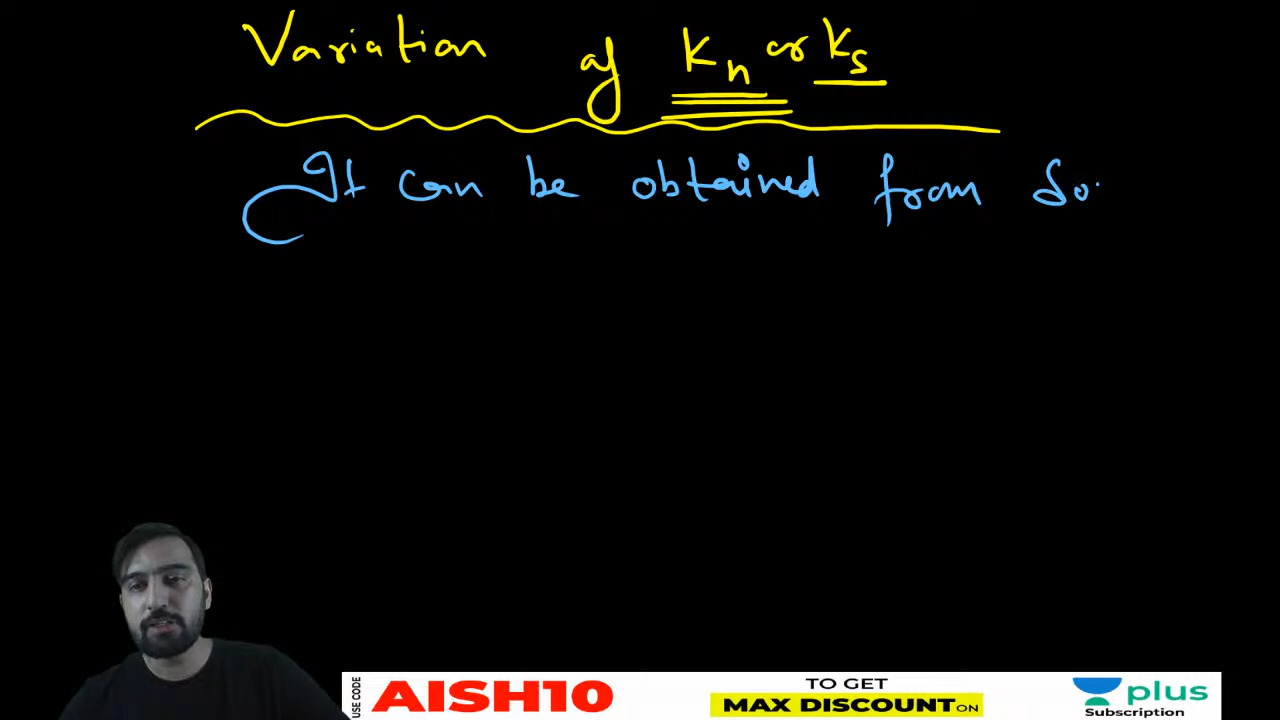 Variation of Kn or Ks
It can be obtained from So
USE CODE
AISH10
TO GET
MAX DISCOUNT ON
plus
Subscription